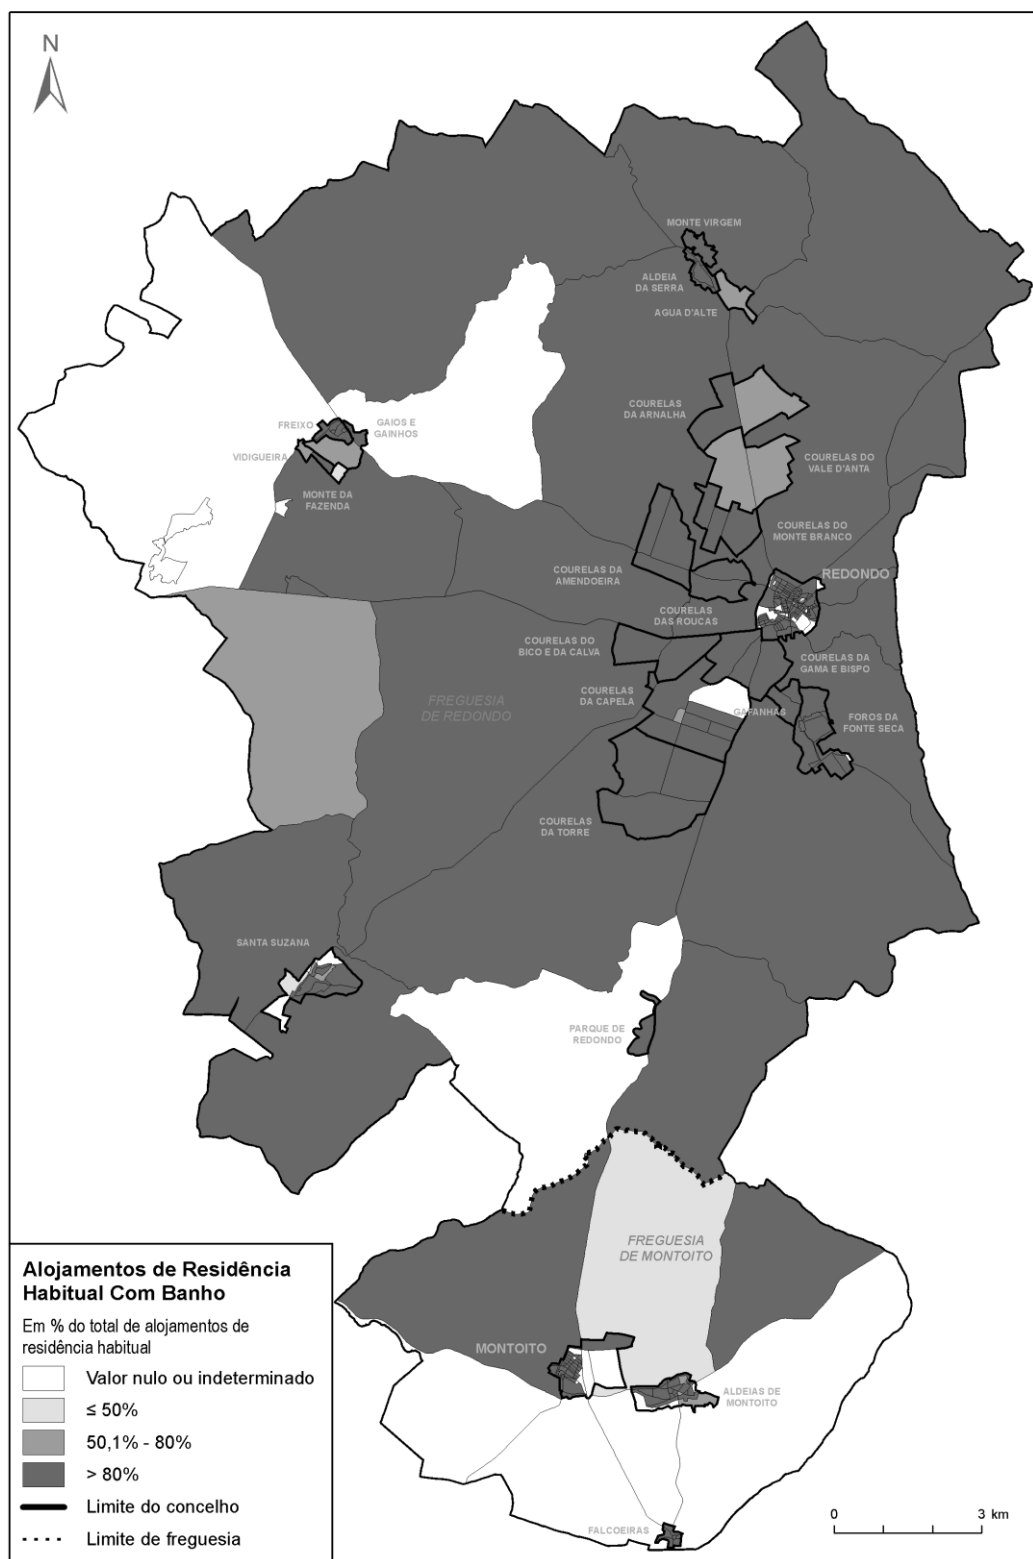 N
MONTE VIRGEM
ALDEIA
DA SERRA
AGUA D'ALTE
COURELAS
DA ARNALHA
FREIXO
GAIOS E
GAINHOS
VIDIGUEIRA
COURELAS DO
VALE D'ANTA
MONTE DA
FAZENDA
COURELAS DO
MONTE BRANCO
COURELAS DA
AMENDOEIRA
REDONDO
COURELAS
DAS ROUCAS
COURELAS DO
BICO E DA CALVA
COURELAS DA
GAMA E BISPO
COURELAS
DA CAPELA
FREGUESIA
DE REDONDO
GAFANHAS
FOROS DA
FONTE SECA
COURELAS
DA TORRE
SANTA SUZANA
PARQUE DE
REDONDO
FREGUESIA
DE MONTOITO
MONTOITO
ALDEIAS DE
MONTOITO
FALCOEIRAS
Alojamentos de Residência
Habitual Com Banho
Em % do total de alojamentos de
residência habitual
Valor nulo ou indeterminado
≤ 50%
50,1% - 80%
> 80%
Limite do concelho
Limite de freguesia
0 3 km